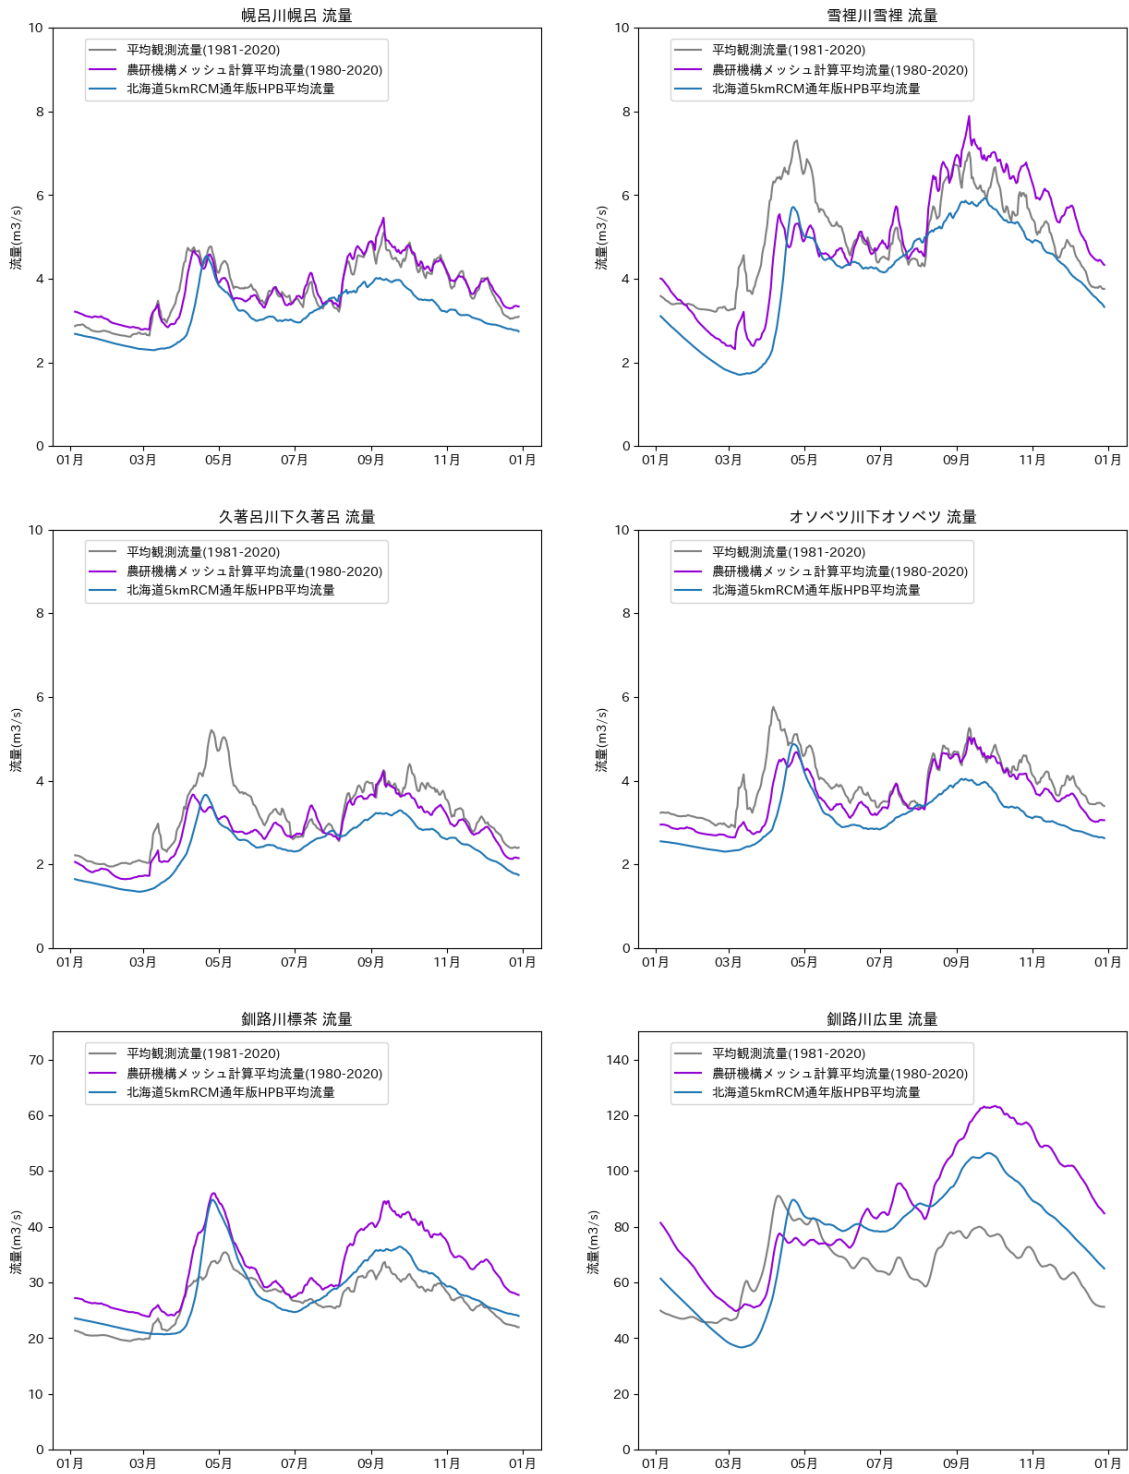 幌呂川幌呂 流量
10
8
6
4
2
0
流量(m3/s)
平均観測流量(1981-2020)
農研機構メッシュ計算平均流量(1980-2020)
北海道5kmRCM通年版HPB平均流量
01月 03月 05月 07月 09月 11月 01月
雪裡川雪裡 流量
10
8
6
4
2
0
流量(m3/s)
平均観測流量(1981-2020)
農研機構メッシュ計算平均流量(1980-2020)
北海道5kmRCM通年版HPB平均流量
01月 03月 05月 07月 09月 11月 01月
久著呂川下久著呂 流量
10
8
6
4
2
0
流量(m3/s)
平均観測流量(1981-2020)
農研機構メッシュ計算平均流量(1980-2020)
北海道5kmRCM通年版HPB平均流量
01月 03月 05月 07月 09月 11月 01月
オソベツ川下オソベツ 流量
10
8
6
4
2
0
流量(m3/s)
平均観測流量(1981-2020)
農研機構メッシュ計算平均流量(1980-2020)
北海道5kmRCM通年版HPB平均流量
01月 03月 05月 07月 09月 11月 01月
釧路川標茶 流量
70
60
50
40
30
20
10
0
流量(m3/s)
平均観測流量(1981-2020)
農研機構メッシュ計算平均流量(1980-2020)
北海道5kmRCM通年版HPB平均流量
01月 03月 05月 07月 09月 11月 01月
釧路川広里 流量
140
120
100
80
60
40
20
0
流量(m3/s)
平均観測流量(1981-2020)
農研機構メッシュ計算平均流量(1980-2020)
北海道5kmRCM通年版HPB平均流量
01月 03月 05月 07月 09月 11月 01月